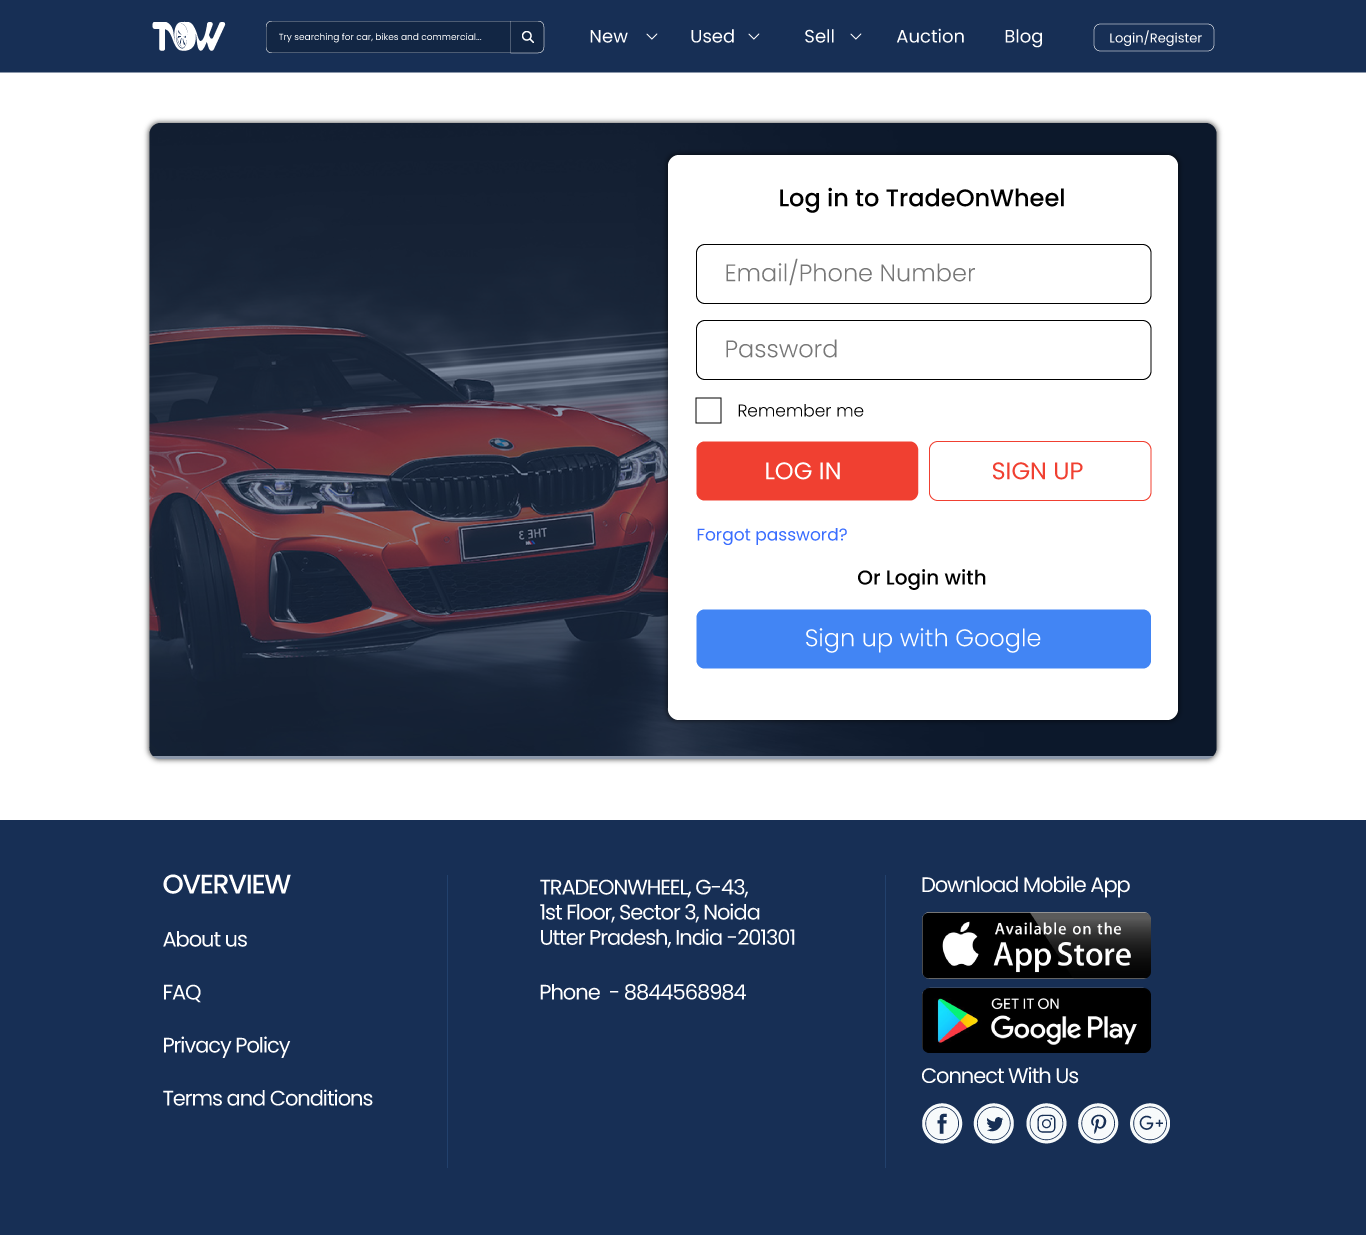 TOW
Try searching for car, bikes and commercial...
New
Used
Sell
Auction
Blog
Login/Register
Log in to TradeOnWheel
Email/Phone Number
Password
Remember me
LOG IN
SIGN UP
Forgot password?
Or Login with
Sign up with Google
THE 3
OVERVIEW
About us
FAQ
Privacy Policy
Terms and Conditions
TRADEONWHEEL, G-43,
1st Floor, Sector 3, Noida
Utter Pradesh, India -201301
Phone - 8844568984
Download Mobile App
Available on the
App Store
GET IT ON
Google Play
Connect With Us
G+